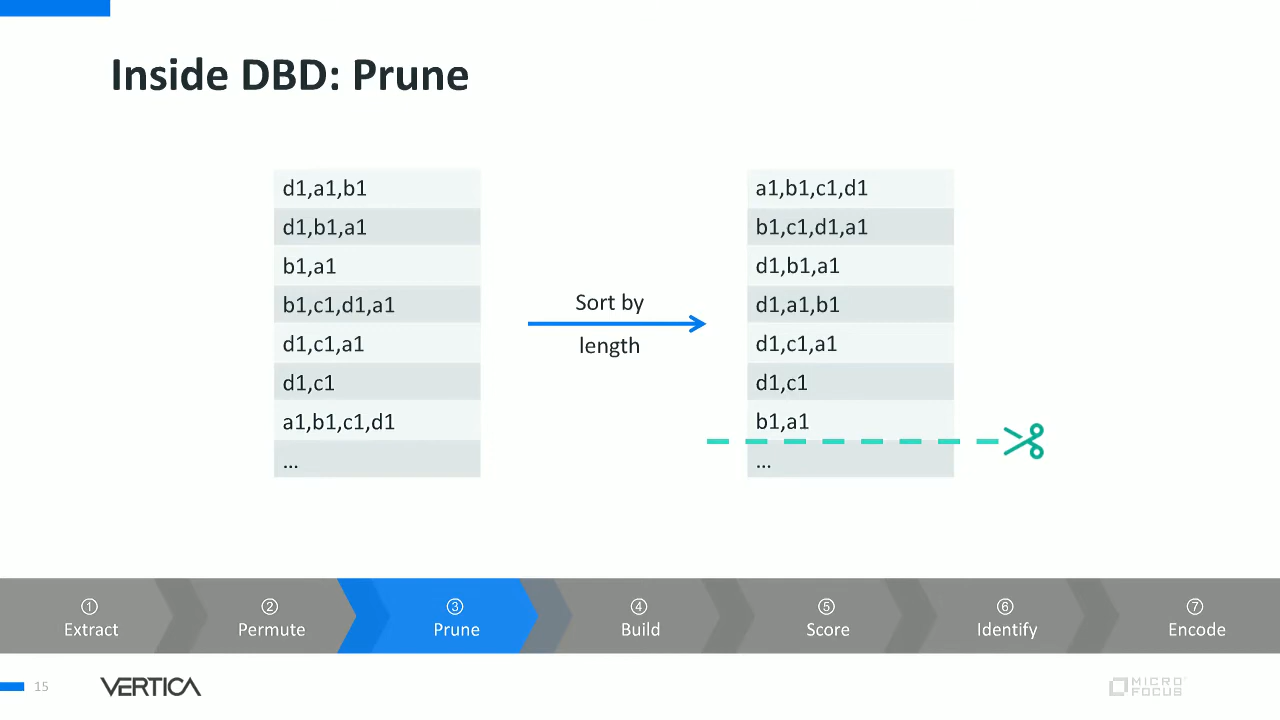 Inside DBD: Prune
d1,a1,b1
d1,b1,a1
b1,a1
b1,c1,d1,a1
d1,c1,a1
d1,c1
a1,b1,c1,d1
...
Sort by
length
a1,b1,c1,d1
b1,c1,d1,a1
d1,b1,a1
d1,a1,b1
d1,c1,a1
d1,c1
b1,a1
...
① Extract
② Permute
③ Prune
④ Build
⑤ Score
⑥ Identify
⑦ Encode
15
VERTICA
MICRO
FOCUS